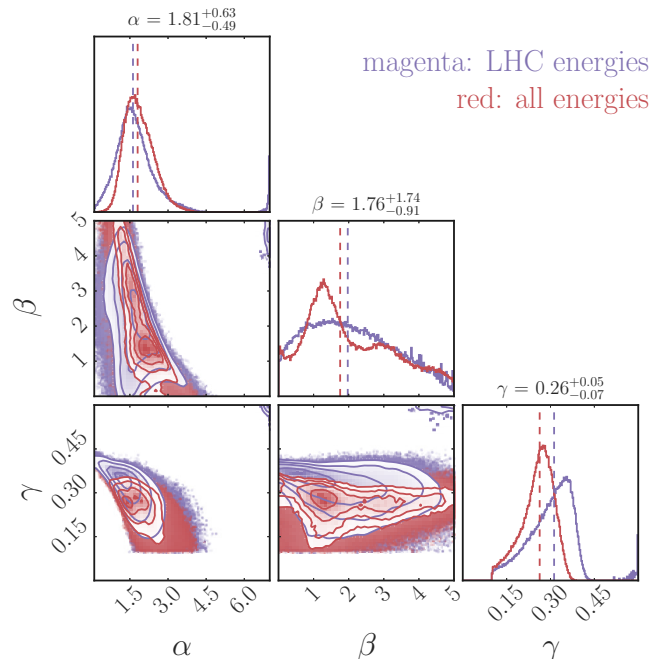 α = 1.81^{+0.63}_{-0.49}
magenta: LHC energies
red: all energies
β = 1.76^{+1.74}_{-0.91}
5
4
3
2
1
β
γ = 0.26^{+0.05}_{-0.07}
0.45
0.30
0.15
γ
1.5 3.0 4.5 6.0
1 2 3 4 5
0.15 0.30 0.45
α β γ